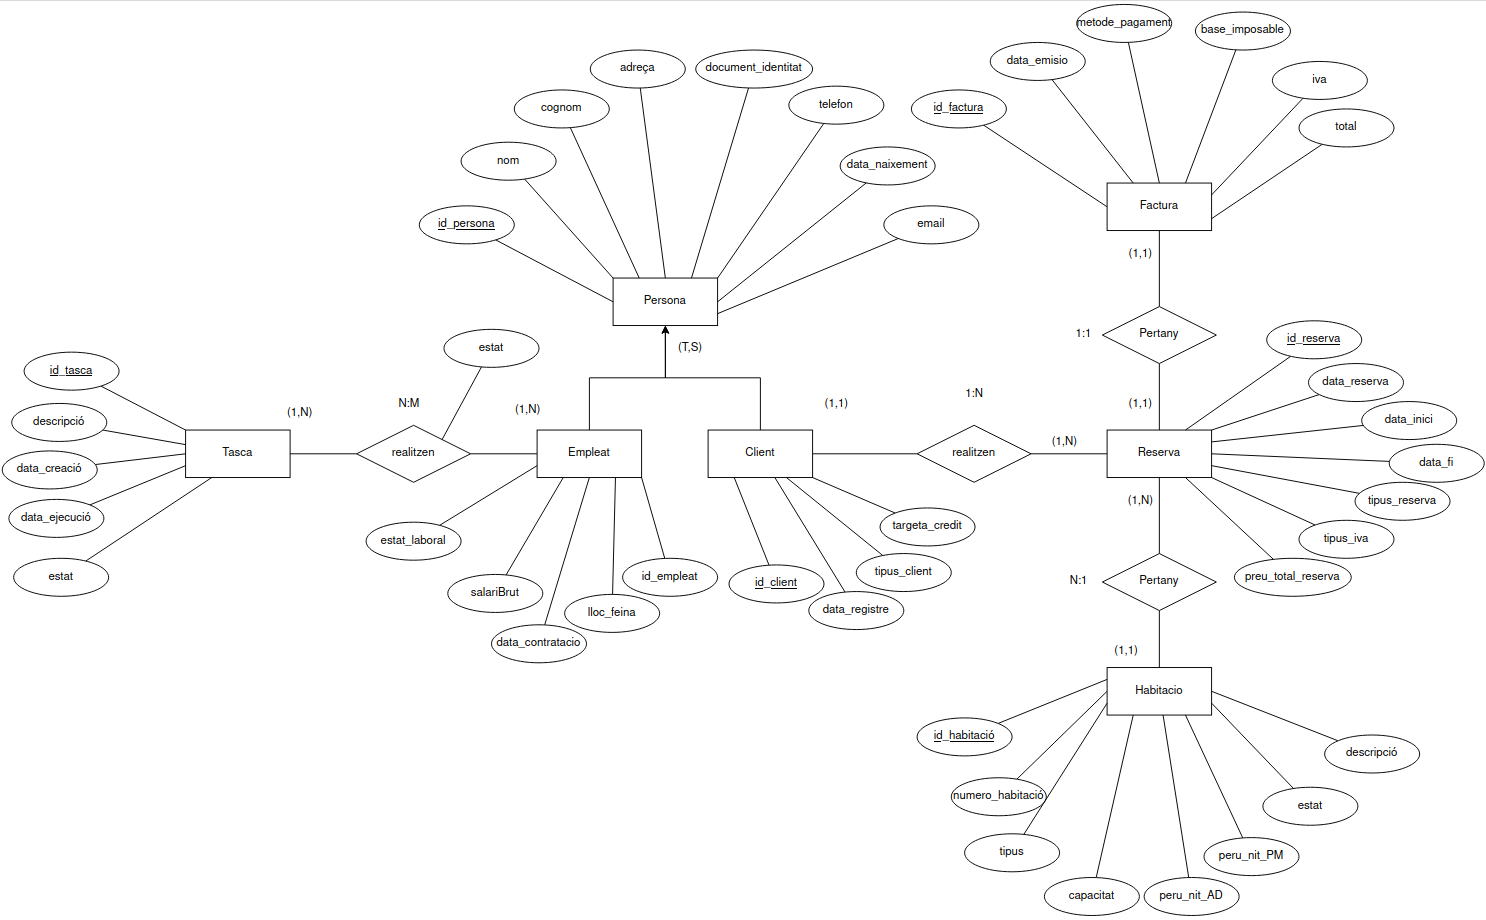 metode_pagament
base_imposable
data_emisio
adreça
document_identitat
iva
cognom
telefon
id_factura
total
nom
data_naixement
id_persona
email
Factura
(1,1)
Persona
(T,S)
1:1
Pertany
id_reserva
estat
id_tasca
data_reserva
(1,N)
N:M
(1,N)
(1,1)
1:N
(1,1)
data_inici
descripció
Tasca
realitzen
Empleat
Client
realitzen
(1,N)
Reserva
data_fi
data_creació
(1,N)
tipus_reserva
data_ejecució
estat_laboral
targeta_credit
tipus_iva
estat
salariBrut
id_empleat
id_client
tipus_client
N:1
Pertany
preu_total_reserva
lloc_feina
data_registre
data_contratacio
(1,1)
Habitacio
id_habitació
descripció
numero_habitació
estat
tipus
peru_nit_PM
capacitat
peru_nit_AD